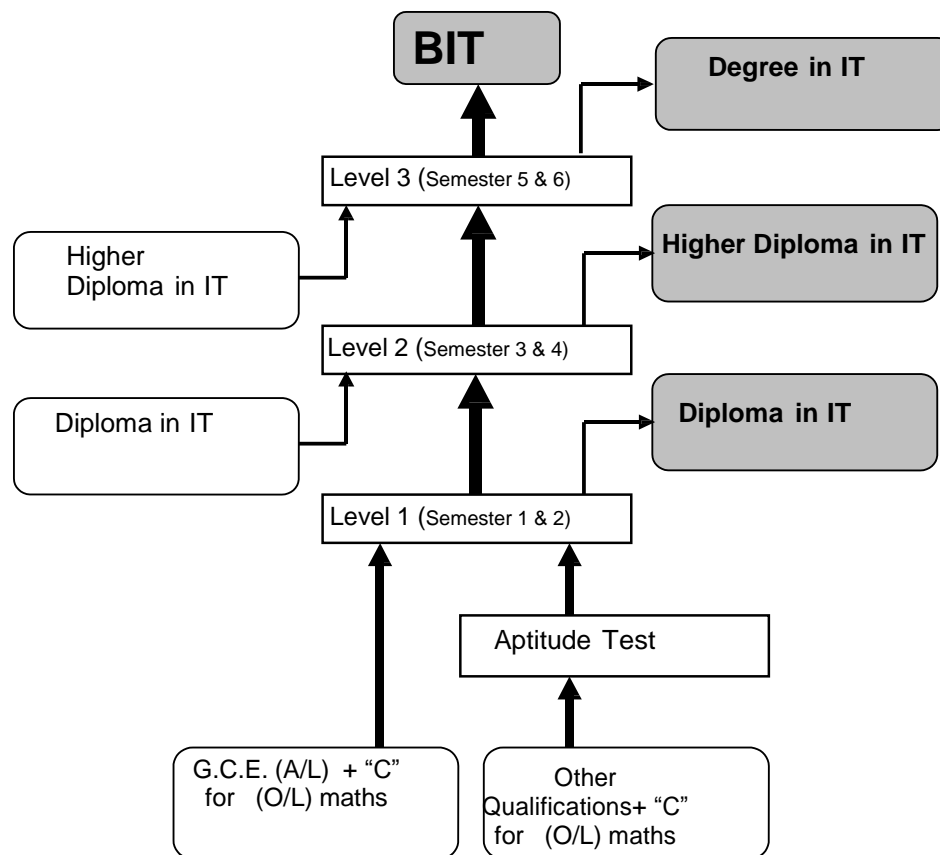 BIT
Degree in IT
Level 3 (Semester 5 & 6)
Higher
Diploma in IT
Higher Diploma in IT
Level 2 (Semester 3 & 4)
Diploma in IT
Diploma in IT
Level 1 (Semester 1 & 2)
Aptitude Test
G.C.E. (A/L) + “C”
for (O/L) maths
Other
Qualifications+ “C”
for (O/L) maths